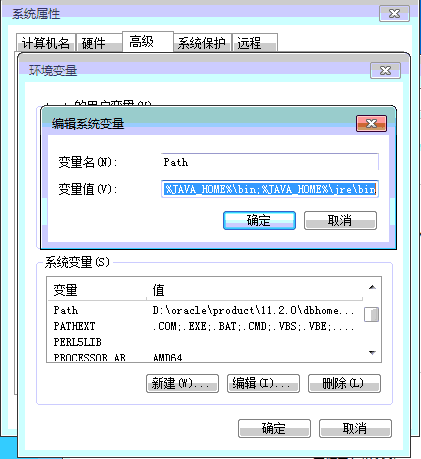 系统属性
计算机名 硬件 高级 系统保护 远程
环境变量
的用户变量(U)
编辑系统变量
变量名(N): Path
变量值(V): %JAVA_HOME%\bin;%JAVA_HOME%\jre\bin
确定 取消
系统变量(S)
变量 值
Path D:\oracle\product\11.2.0\dbhome...
PATHEXT .COM;.EXE;.BAT;.CMD;.VBS;.VBE;....
PERL5LIB
PROCESSOR_AR AMD64
新建(W)... 编辑(I)... 删除(L)
确定 取消